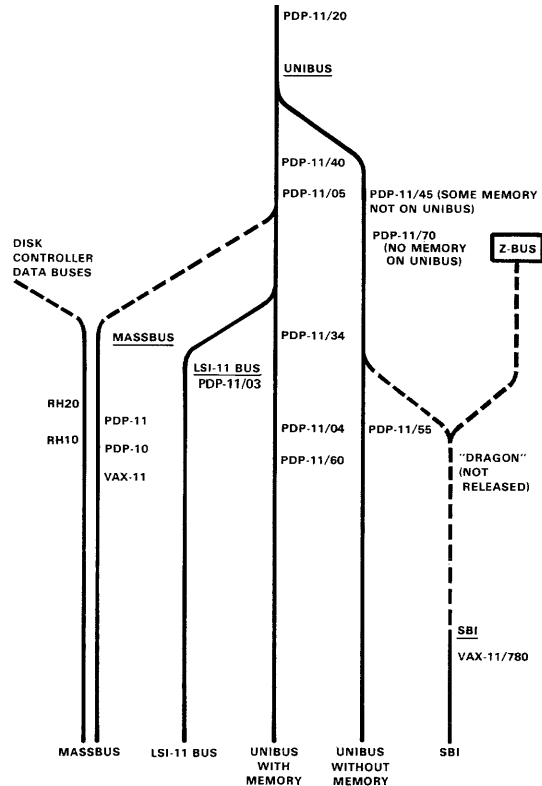 PDP-11/20
UNIBUS
PDP-11/40
PDP-11/05
PDP-11/45 (SOME MEMORY
NOT ON UNIBUS)
PDP-11/70
(NO MEMORY
ON UNIBUS)
Z-BUS
DISK
CONTROLLER
DATA BUSES
MASSBUS
PDP-11/34
LSI-11 BUS
PDP-11/03
RH20
PDP-11
RH10
PDP-10
VAX-11
PDP-11/04
PDP-11/55
PDP-11/60
"DRAGON"
(NOT
RELEASED)
SBI
VAX-11/780
MASSBUS
LSI-11 BUS
UNIBUS
WITH
MEMORY
UNIBUS
WITHOUT
MEMORY
SBI